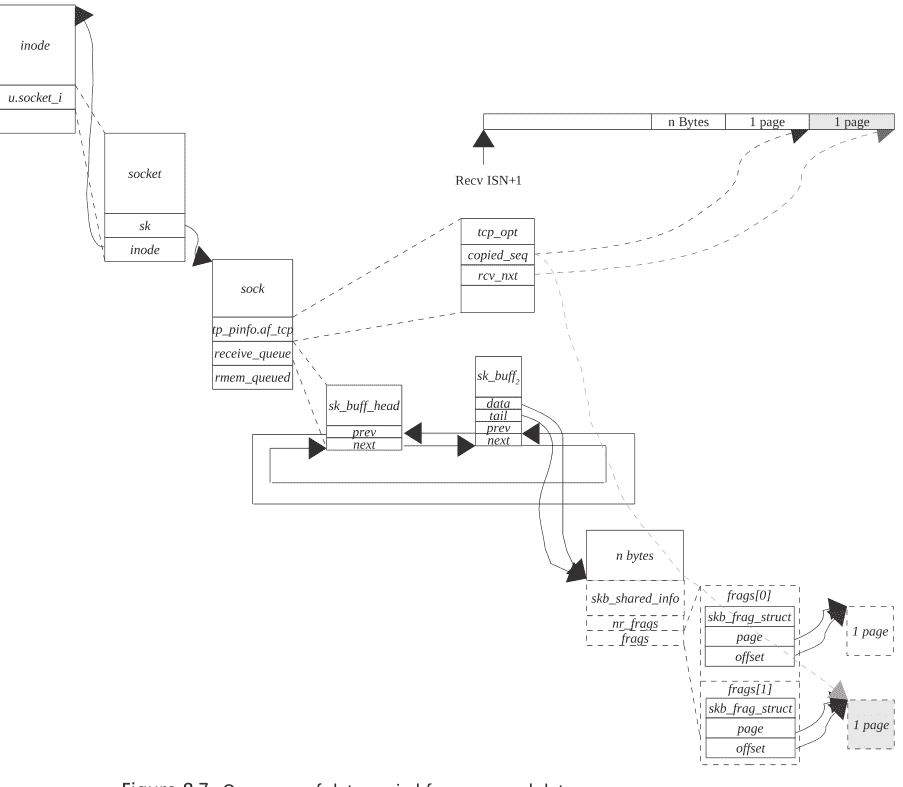 inode
u.socket_i
socket
sk
inode
n Bytes
1 page
1 page
Recv ISN+1
tcp_opt
copied_seq
rcv_nxt
sock
tp_pinfo.af_tcp
receive_queue
rmem_queued
sk_buff_head
prev
next
sk_buff2
data
tail
prev
next
n bytes
skb_shared_info
nr_frags
frags
frags[0]
skb_frag_struct
page
offset
1 page
frags[1]
skb_frag_struct
page
offset
1 page